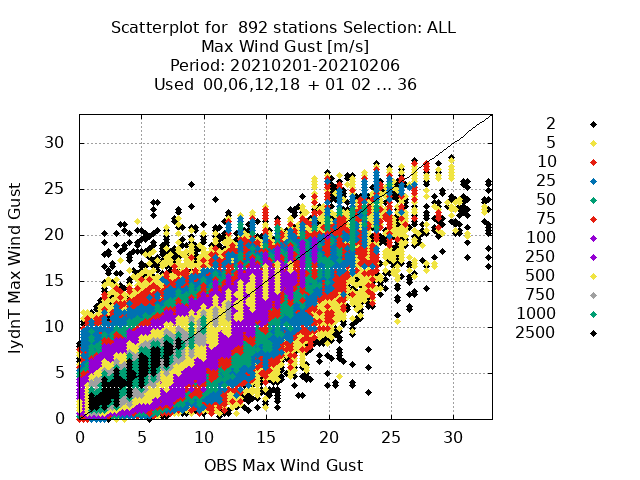 Scatterplot for  892 stations Selection: ALL
Max Wind Gust [m/s]
Period: 20210201-20210206
Used  00,06,12,18 + 01 02 ... 36
30
25
20
15
10
5
0
0 5 10 15 20 25 30
IydnT Max Wind Gust
OBS Max Wind Gust
2
5
10
25
50
75
100
250
500
750
1000
2500